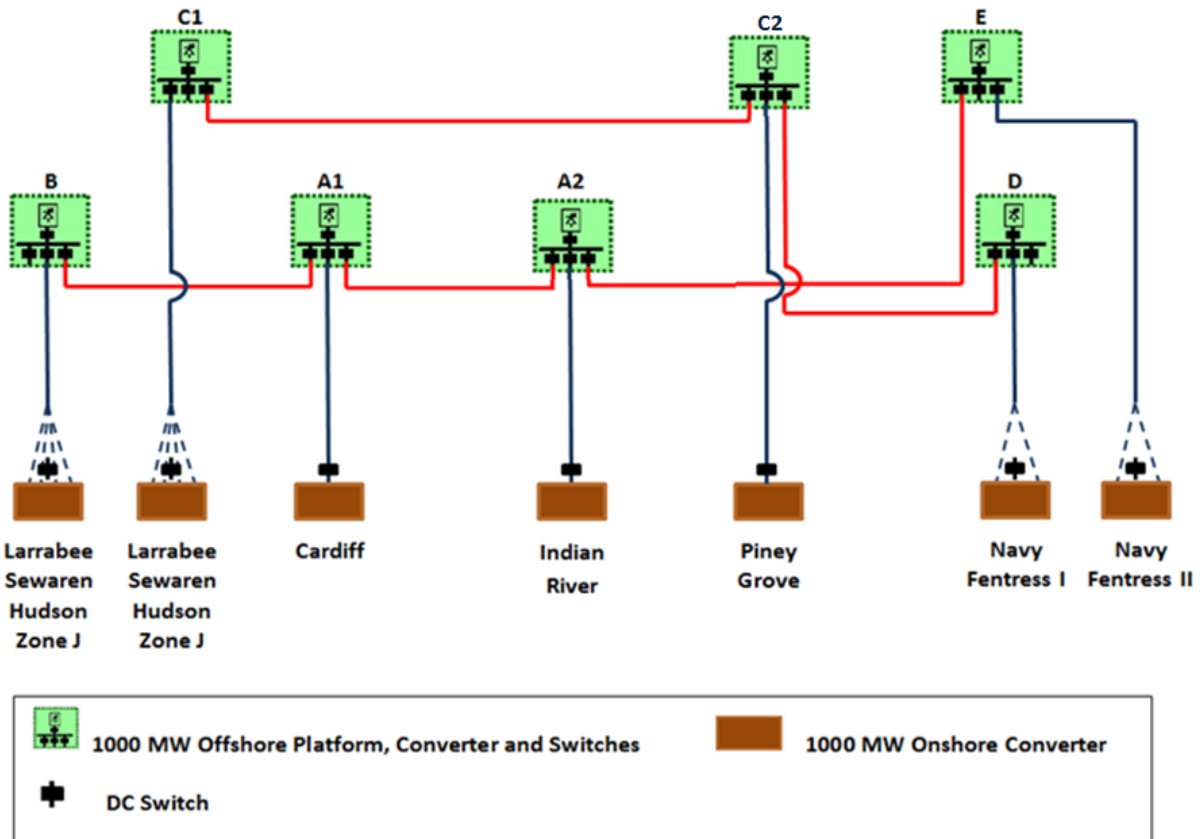 C1
C2
E
B
A1
A2
D
Larrabee
Sewaren
Hudson
Zone J
Larrabee
Sewaren
Hudson
Zone J
Cardiff
Indian
River
Piney
Grove
Navy
Fentress I
Navy
Fentress II
1000 MW Offshore Platform, Converter and Switches
1000 MW Onshore Converter
DC Switch